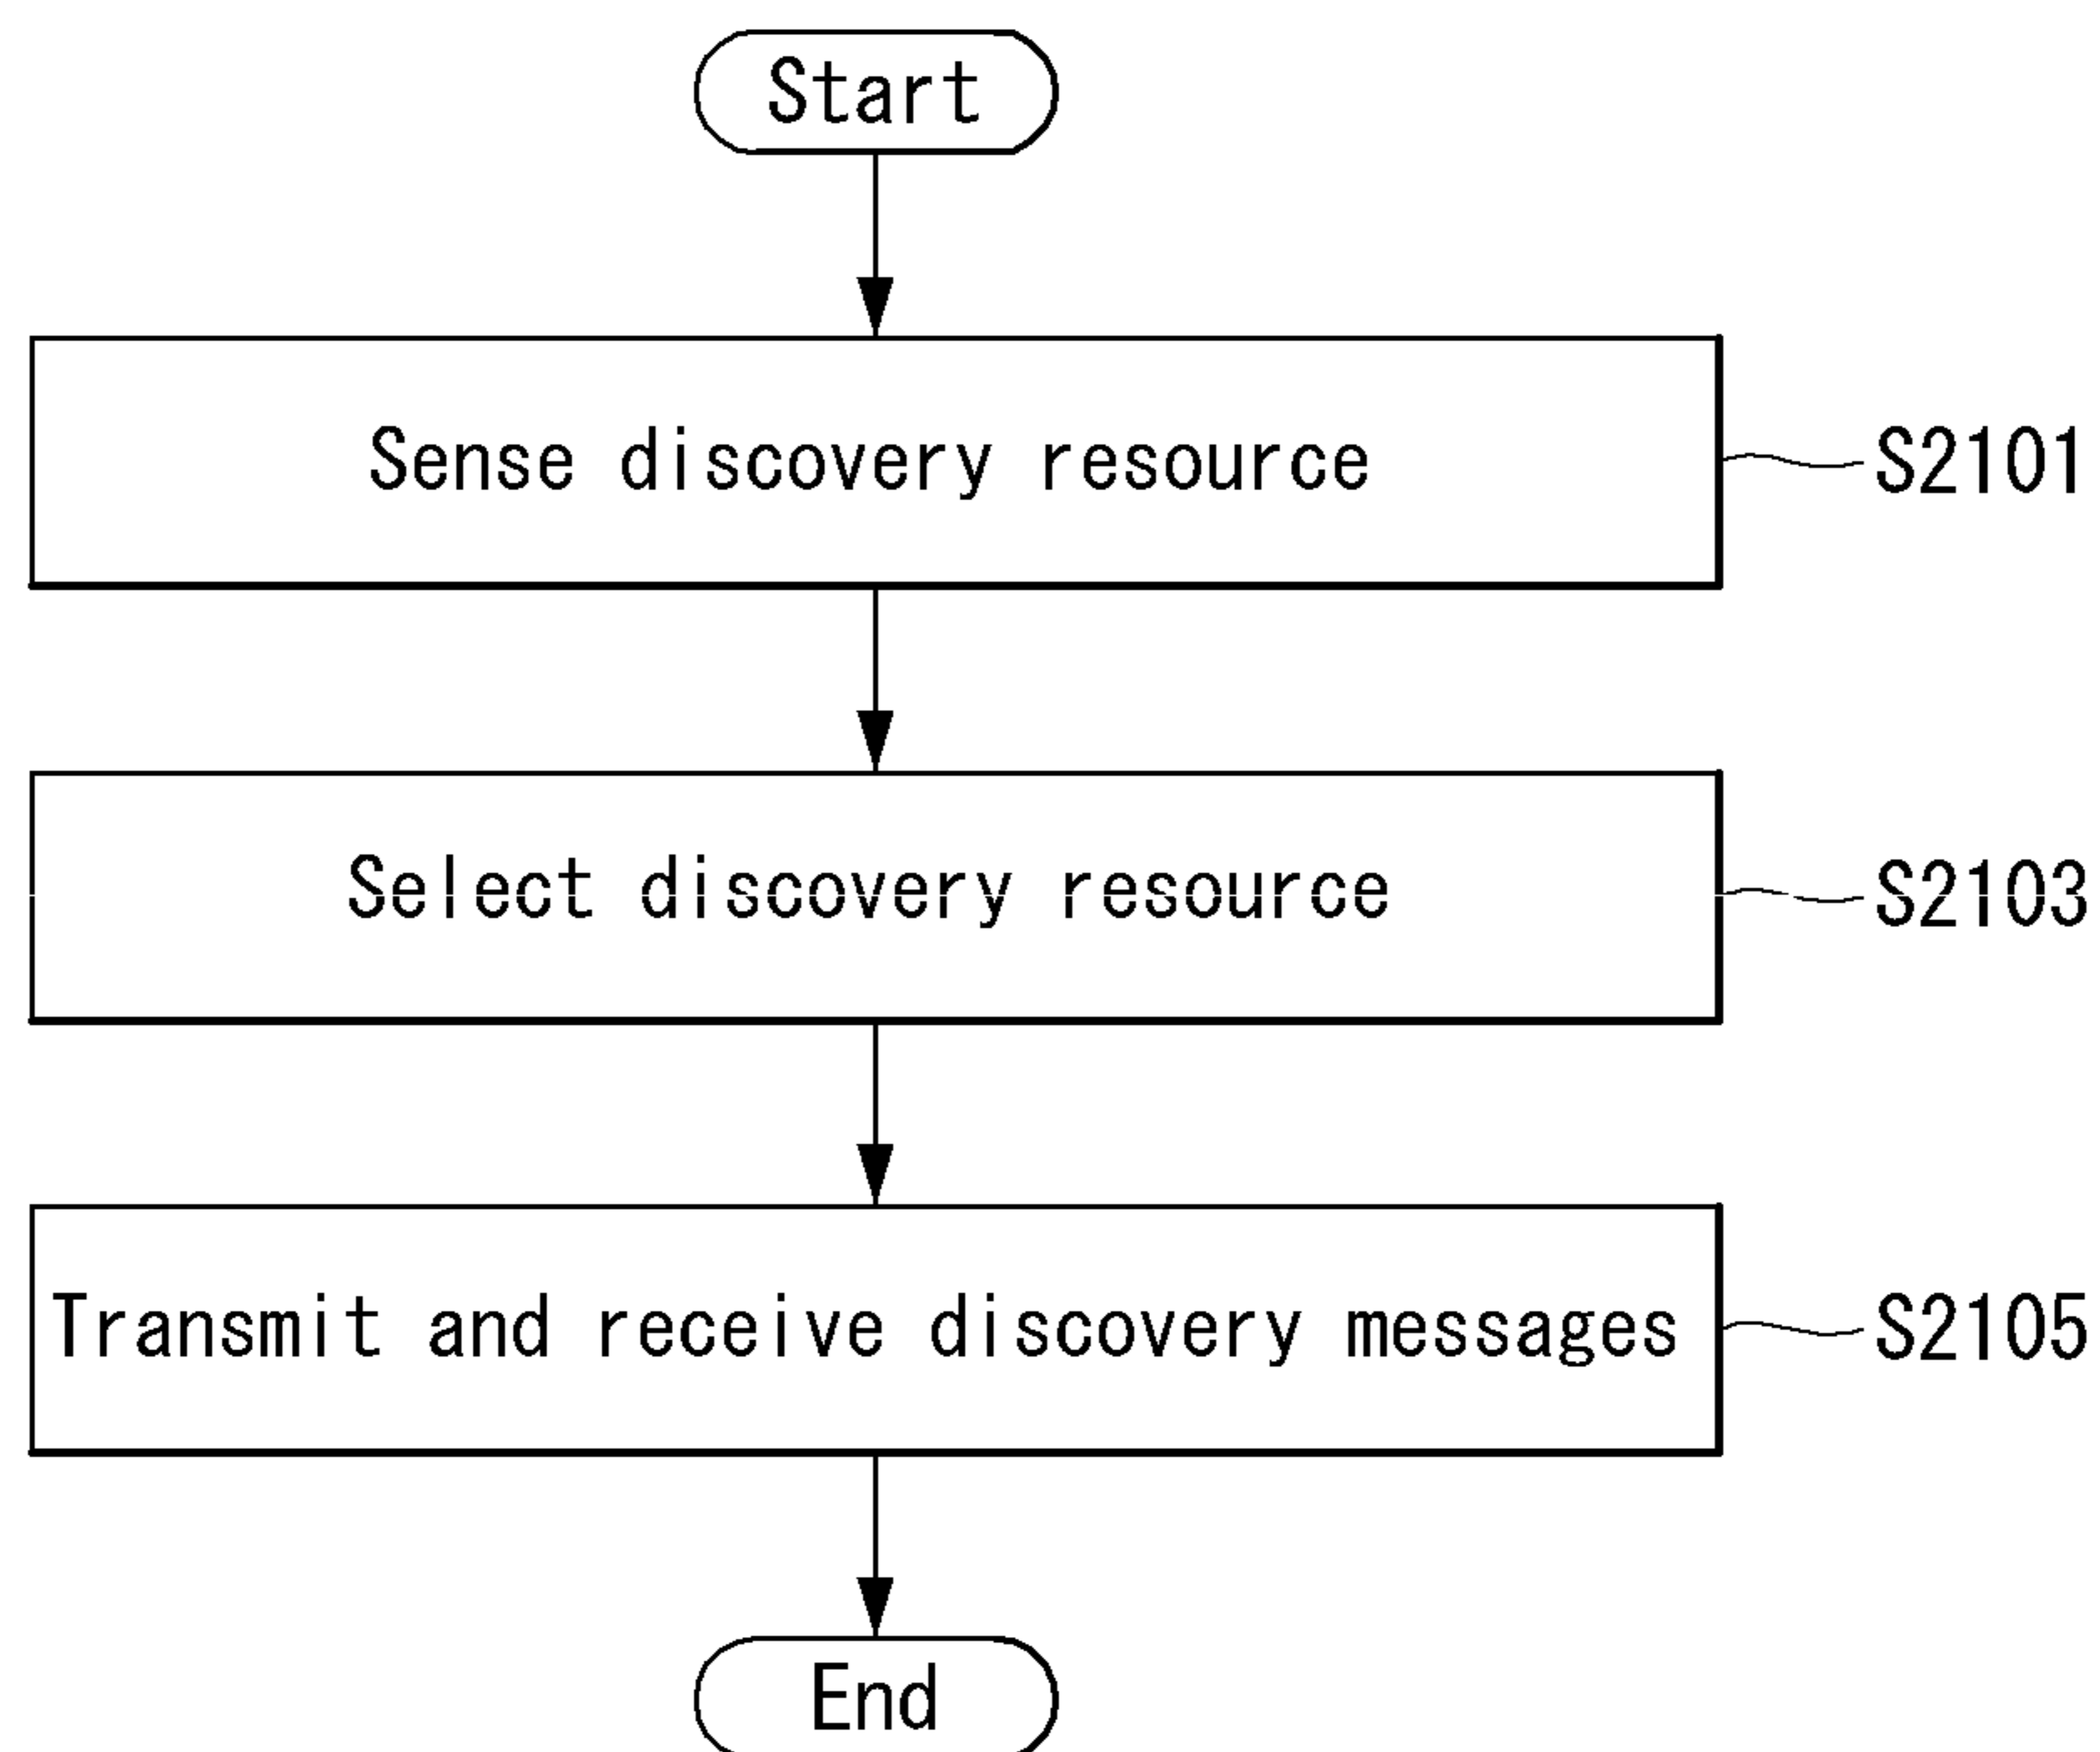 Start
Sense discovery resource
S2101
Select discovery resource
S2103
Transmit and receive discovery messages
S2105
End